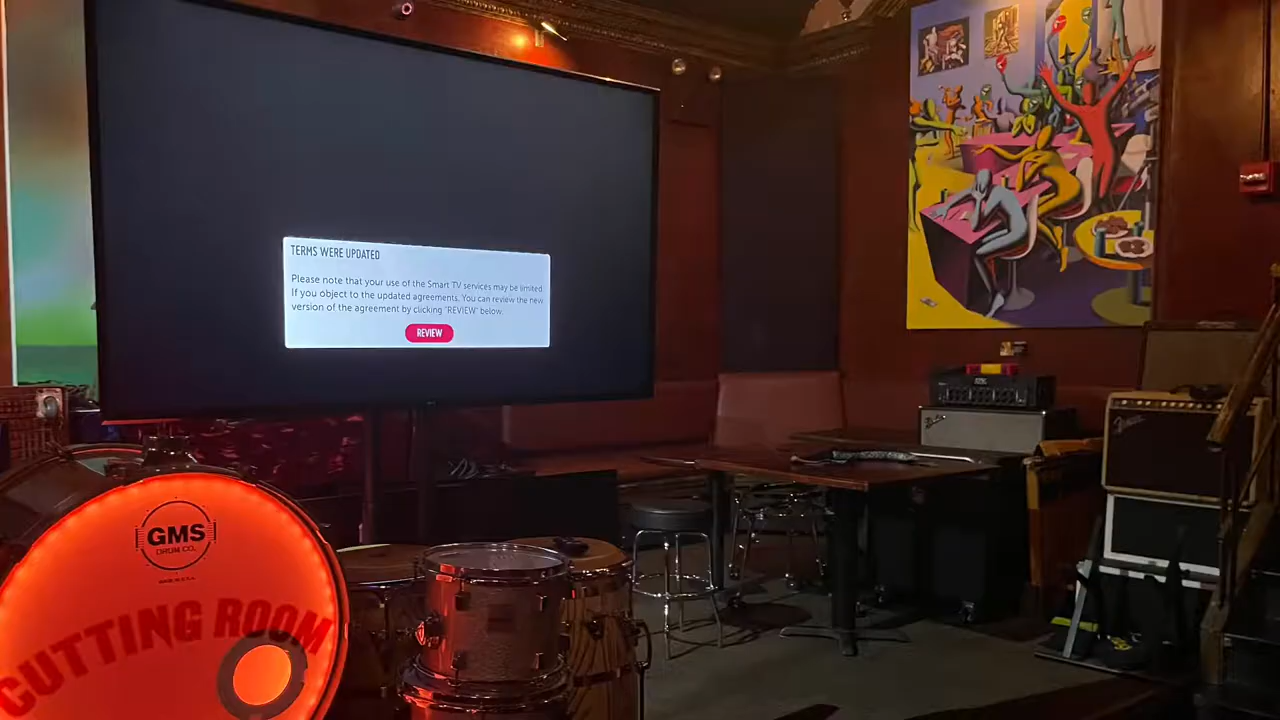 TERMS WERE UPDATED
Please note that your use of the Smart TV services may be limited
If you object to the updated agreements. You can review the new
version of the agreement by clicking "REVIEW" below.
REVIEW
GMS
DRUM CO.
CUTTING ROOM
Fender